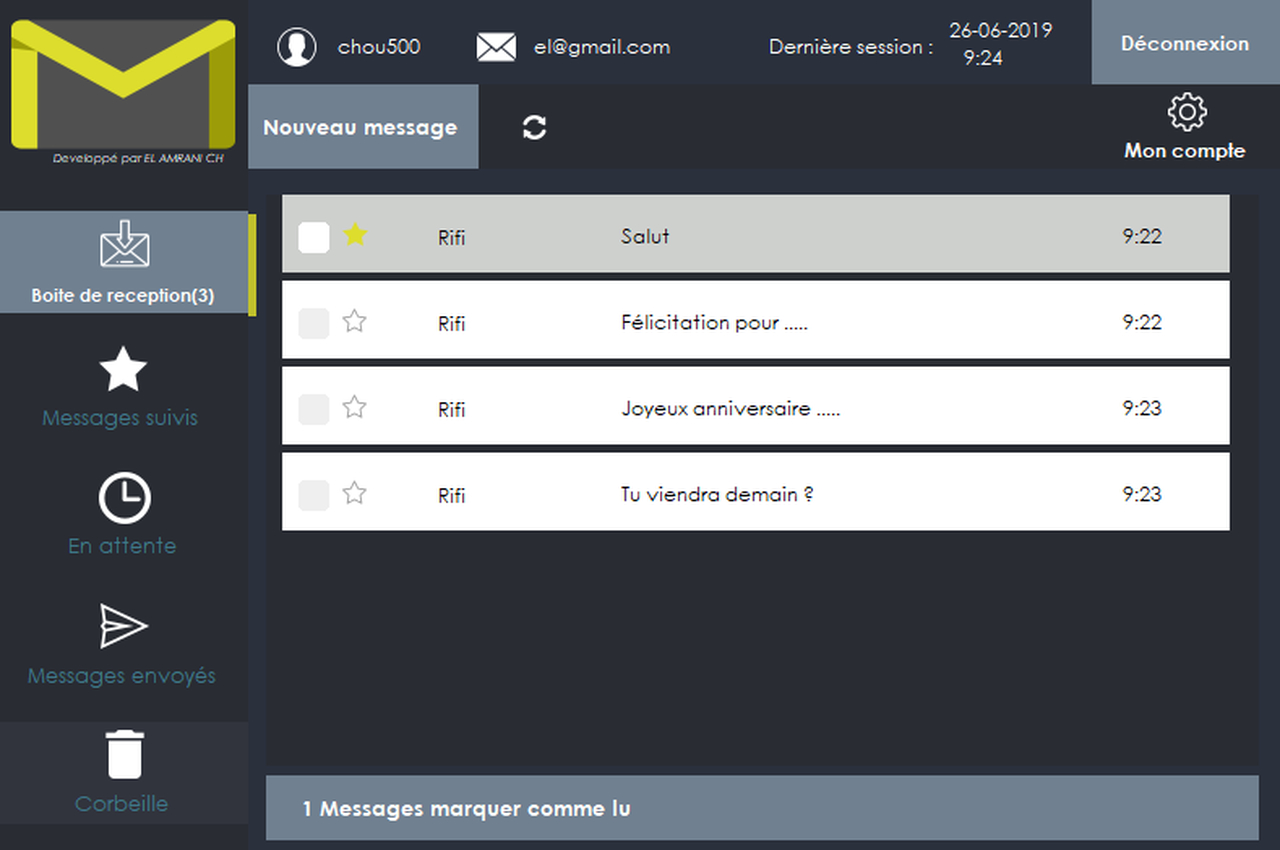 chou500
el@gmail.com
Dernière session :
26-06-2019
9:24
Déconnexion
Developpé par EL AMRANI CH
Nouveau message
Mon compte
Boite de reception(3)
Messages suivis
En attente
Messages envoyés
Corbeille
Rifi Salut 9:22
Rifi Félicitation pour ..... 9:22
Rifi Joyeux anniversaire ..... 9:23
Rifi Tu viendra demain ? 9:23
1 Messages marquer comme lu